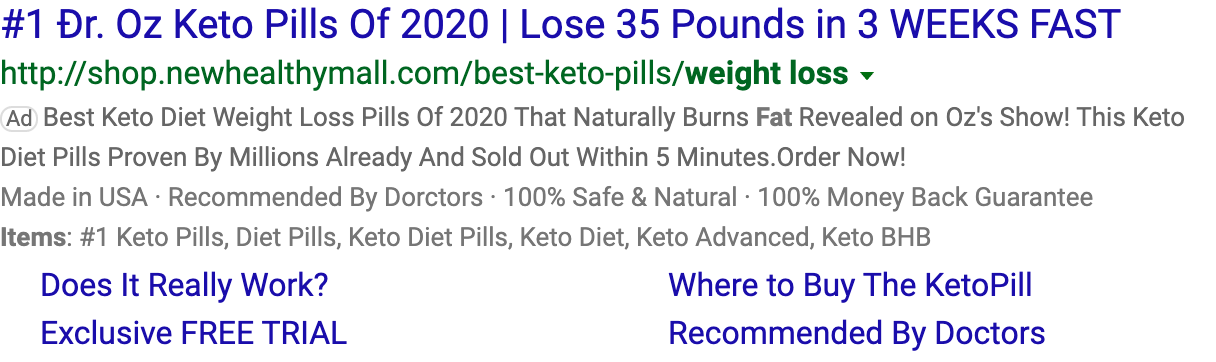 #1 Ðr. Oz Keto Pills Of 2020 | Lose 35 Pounds in 3 WEEKS FAST
http://shop.newhealthymall.com/best-keto-pills/weight loss
Ad Best Keto Diet Weight Loss Pills Of 2020 That Naturally Burns Fat Revealed on Oz's Show! This Keto
Diet Pills Proven By Millions Already And Sold Out Within 5 Minutes.Order Now!
Made in USA · Recommended By Dorctors · 100% Safe & Natural · 100% Money Back Guarantee
Items: #1 Keto Pills, Diet Pills, Keto Diet Pills, Keto Diet, Keto Advanced, Keto BHB
Does It Really Work? Where to Buy The KetoPill
Exclusive FREE TRIAL Recommended By Doctors